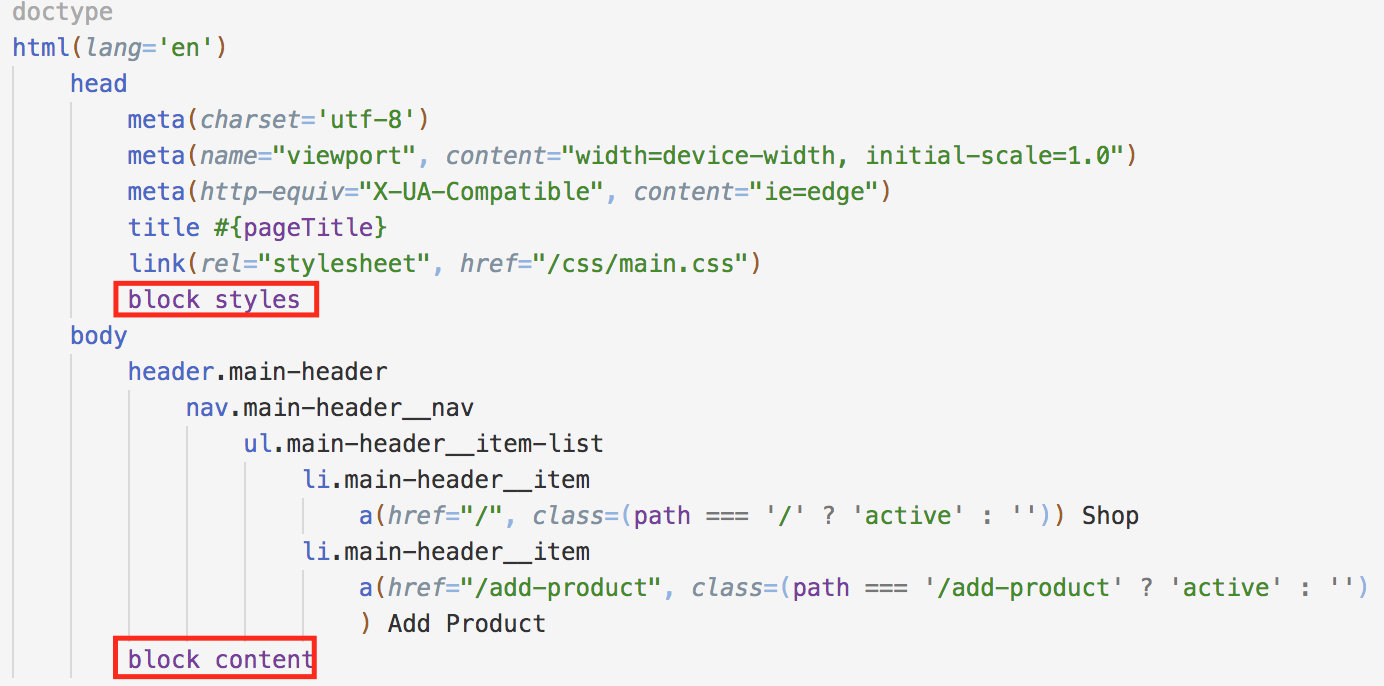 doctype
html(lang='en')
head
meta(charset='utf-8')
meta(name="viewport", content="width=device-width, initial-scale=1.0")
meta(http-equiv="X-UA-Compatible", content="ie=edge")
title #{pageTitle}
link(rel="stylesheet", href="/css/main.css")
block styles
body
header.main-header
nav.main-header__nav
ul.main-header__item-list
li.main-header__item
a(href="/", class=(path === '/' ? 'active' : '')) Shop
li.main-header__item
a(href="/add-product", class=(path === '/add-product' ? 'active' : '')
) Add Product
block content